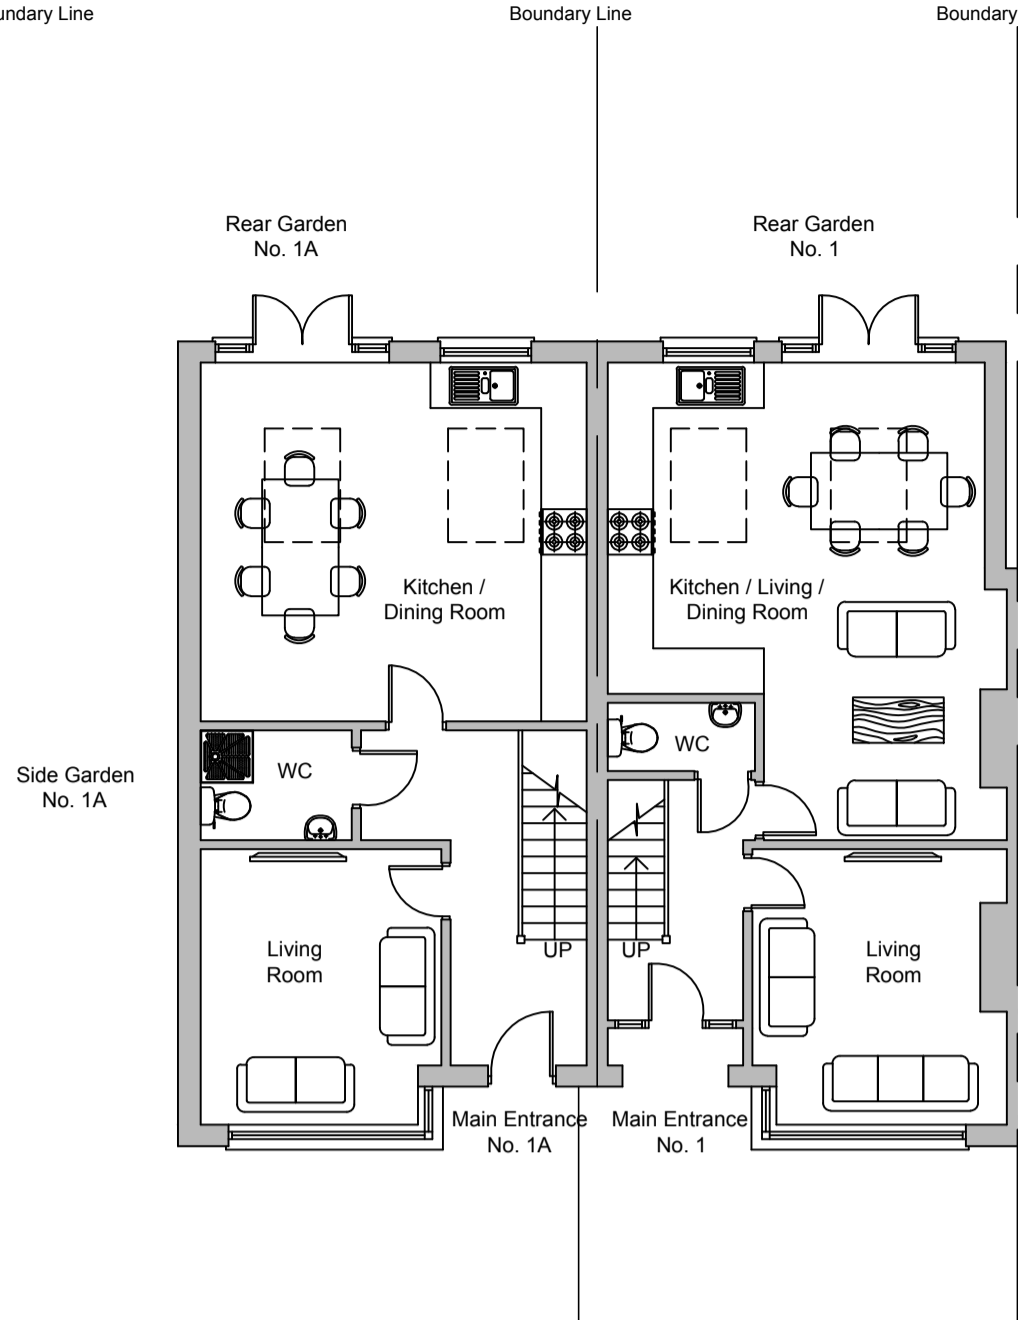 undary Line
Boundary Line
Boundary
Rear Garden
No. 1A
Rear Garden
No. 1
Kitchen /
Dining Room
Kitchen / Living /
Dining Room
WC
WC
Side Garden
No. 1A
UP
UP
Living
Room
Living
Room
Main Entrance
No. 1A
Main Entrance
No. 1